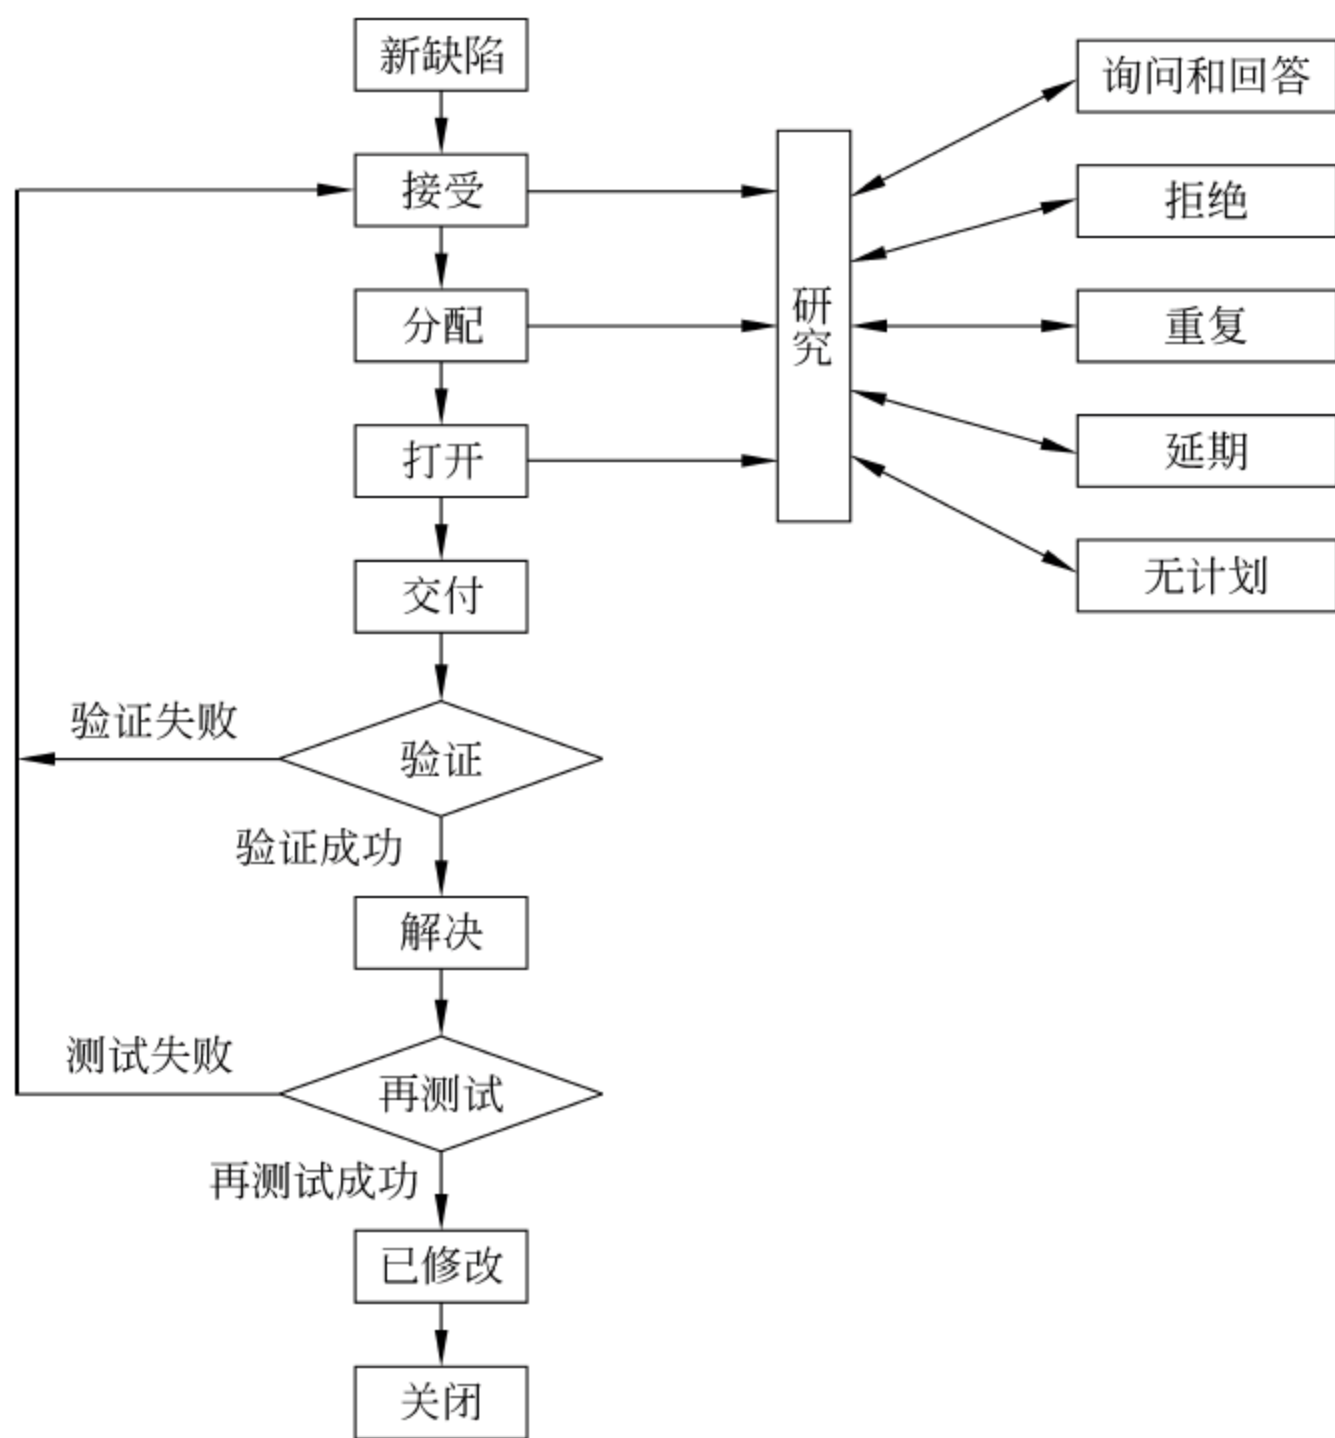 新缺陷
询问和回答
接受
拒绝
分配
研究
重复
打开
延期
交付
无计划
验证失败
验证
验证成功
解决
测试失败
再测试
再测试成功
已修改
关闭